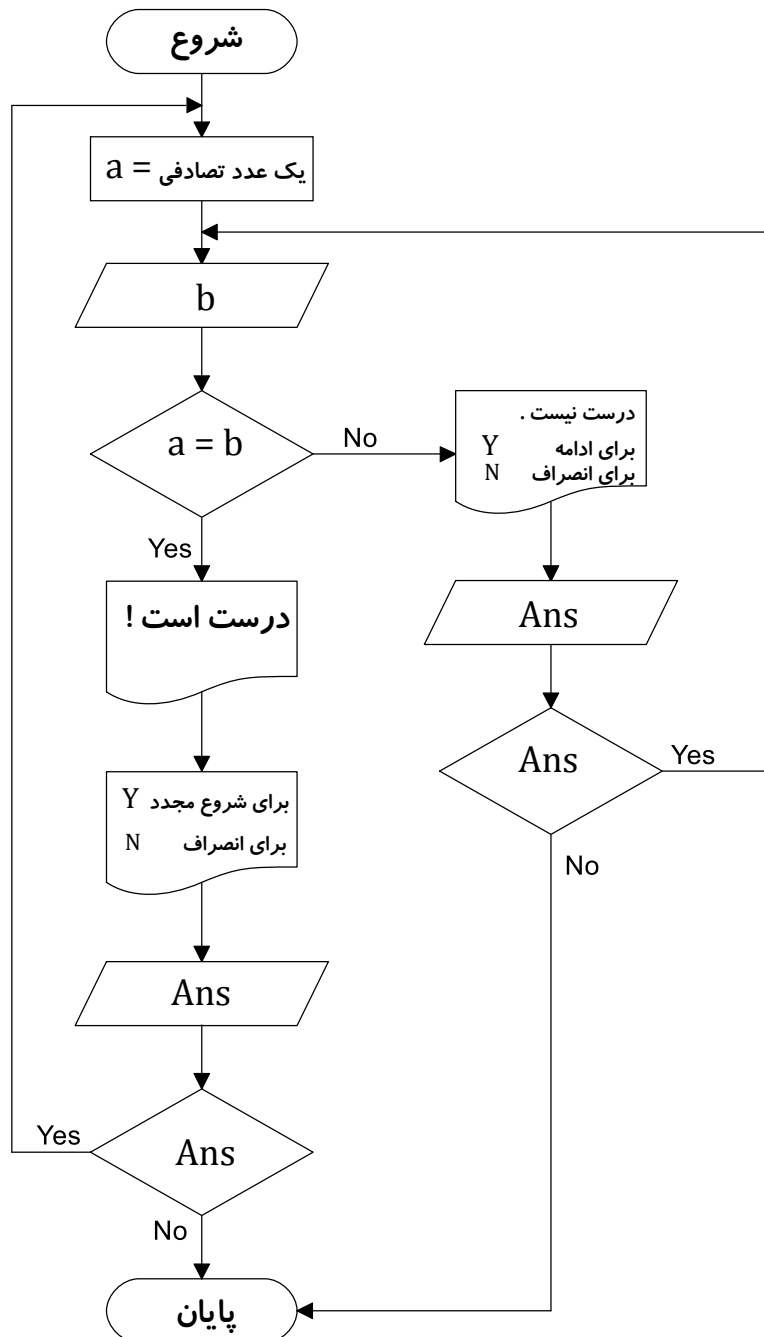 شروع
a = یک عدد تصادفی
b
a = b
No
درست نیست .
برای ادامه Y
برای انصراف N
Yes
درست است !
Ans
Ans
Yes
No
برای شروع مجدد Y
برای انصراف N
Ans
Yes
Ans
No
پایان